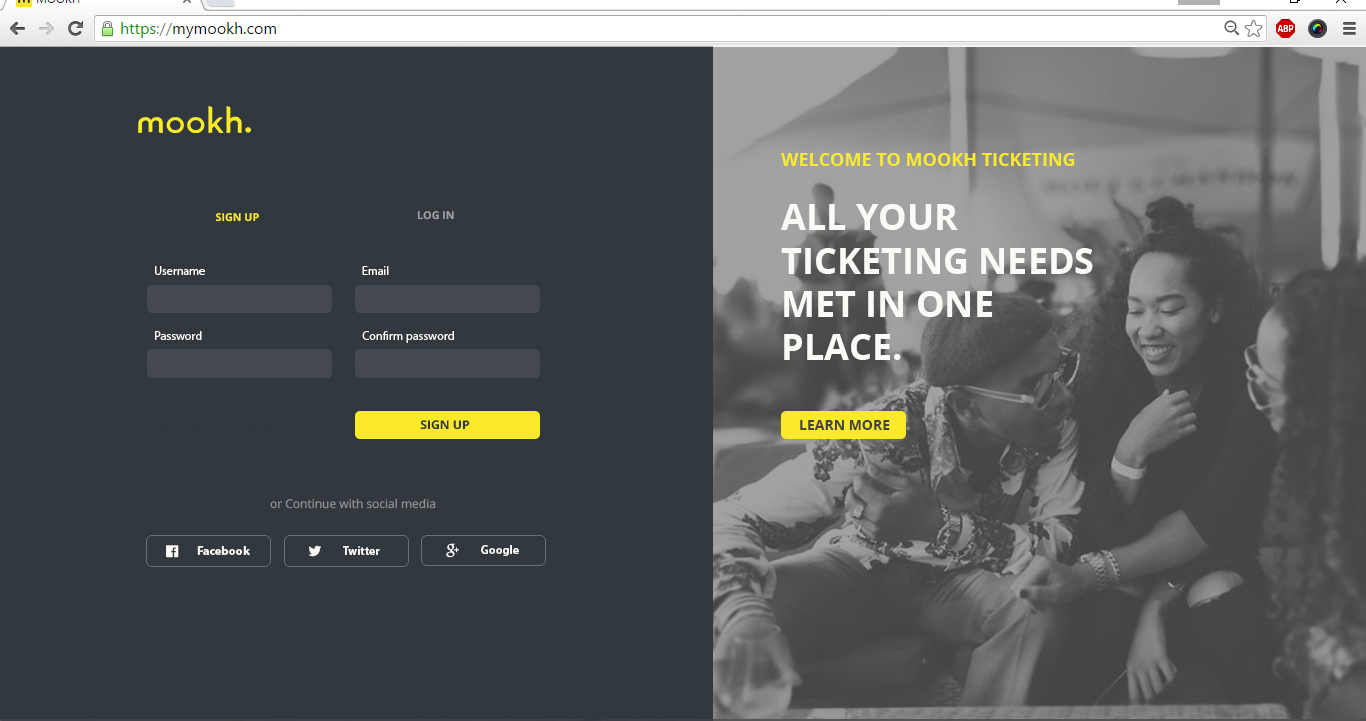 MOOKH
https://mymookh.com
ABP
mookh.
SIGN UP
LOG IN
Username
Email
Password
Confirm password
SIGN UP
or Continue with social media
Facebook
Twitter
Google
WELCOME TO MOOKH TICKETING
ALL YOUR
TICKETING NEEDS
MET IN ONE
PLACE.
LEARN MORE